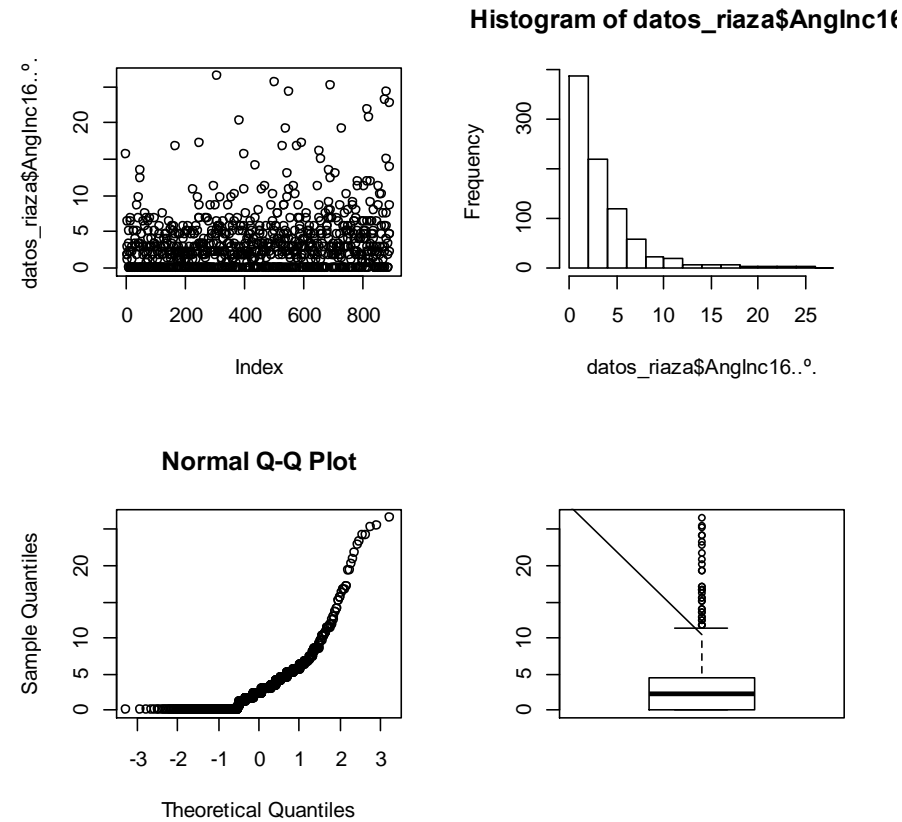 datos_riaza$AngInc16..º.
0 5 10 20
0 200 400 600 800
Index
Histogram of datos_riaza$AngInc16
Frequency
0 100 300
0 5 10 15 20 25
datos_riaza$AngInc16..º.
Normal Q-Q Plot
Sample Quantiles
0 5 10 20
-3 -2 -1 0 1 2 3
Theoretical Quantiles
0 5 10 20